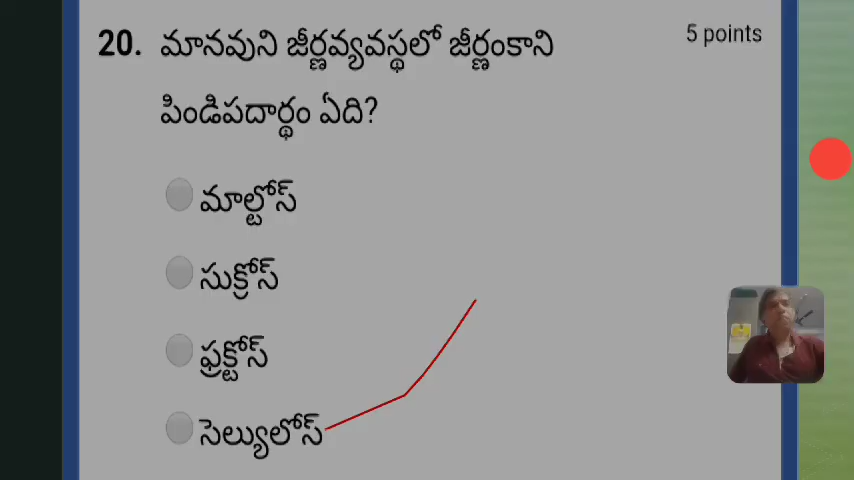 20. మానవుని జీర్ణవ్యవస్థలో జీర్ణంకాని 5 points
పిండిపదార్థం ఏది?
మాల్టోస్
సుక్రోస్
ఫ్రక్టోస్
సెల్యులోస్